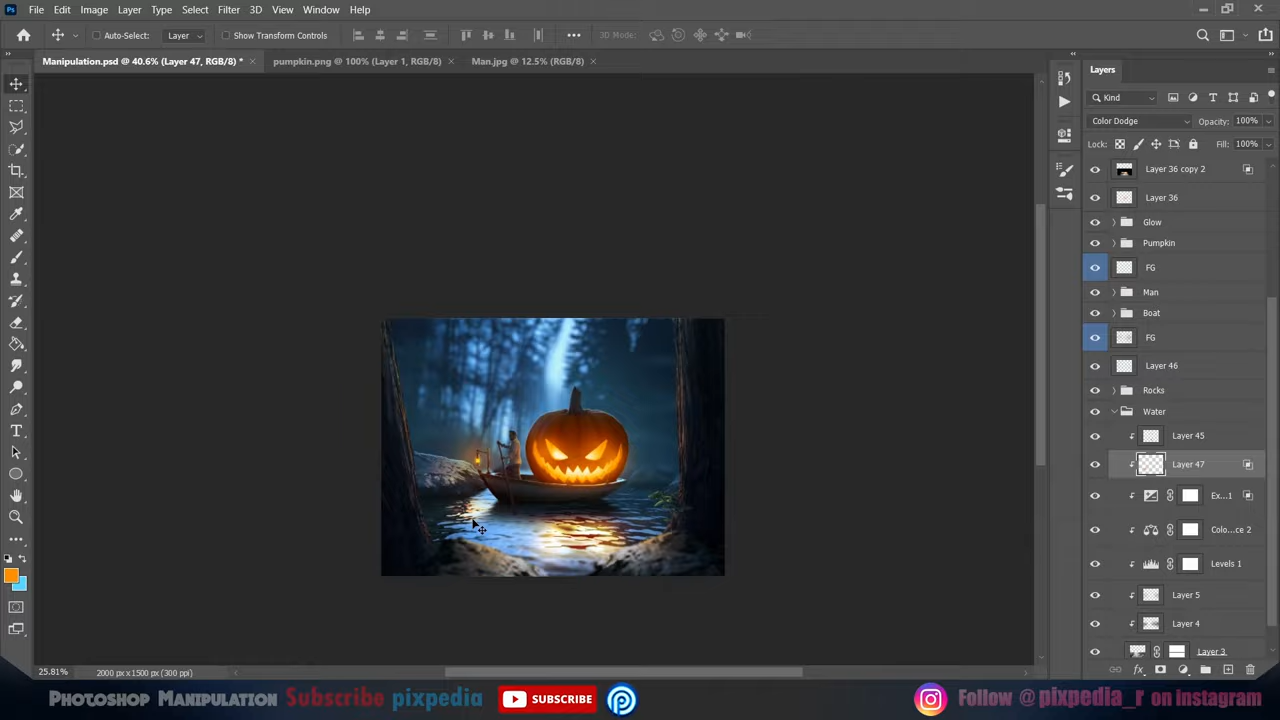 Ps File Edit Image Layer Type Select Filter 3D View Window Help
Auto-Select: Layer Show Transform Controls 3D Mode:
Manipulation.psd @ 40.6% (Layer 47, RGB/8) * pumpkin.png @ 100% (Layer 1, RGB/8) Man.jpg @ 12.5% (RGB/8)
Layers
Kind
Color Dodge Opacity: 100%
Lock: Fill: 100%
Layer 36 copy 2
Layer 36
Glow
Pumpkin
FG
Man
Boat
FG
Layer 46
Rocks
Water
Layer 45
Layer 47
Ex...1
Colo...ce 2
Levels 1
Layer 5
Layer 4
Layer 3
25.81% 2000 px x 1500 px (300 ppi)
Photoshop Manipulation Subscribe pixpedia SUBSCRIBE Follow @pixpedia_r on instagram